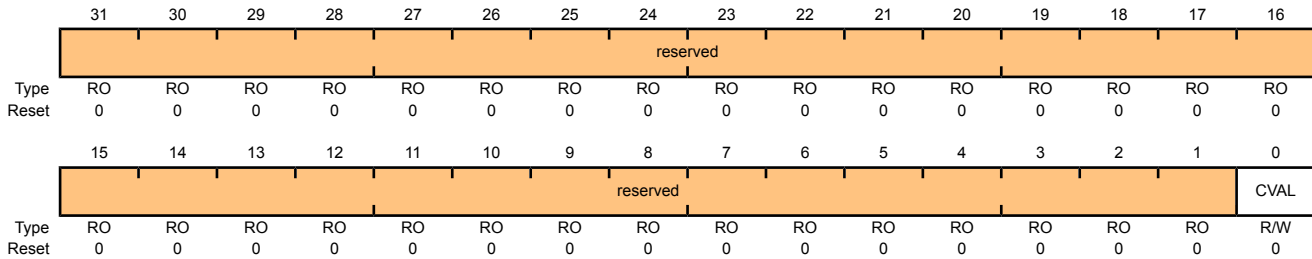 31 30 29 28 27 26 25 24 23 22 21 20 19 18 17 16
reserved
Type RO RO RO RO RO RO RO RO RO RO RO RO RO RO RO RO
Reset 0 0 0 0 0 0 0 0 0 0 0 0 0 0 0 0
15 14 13 12 11 10 9 8 7 6 5 4 3 2 1 0
reserved CVAL
Type RO RO RO RO RO RO RO RO RO RO RO RO RO RO RO R/W
Reset 0 0 0 0 0 0 0 0 0 0 0 0 0 0 0 0